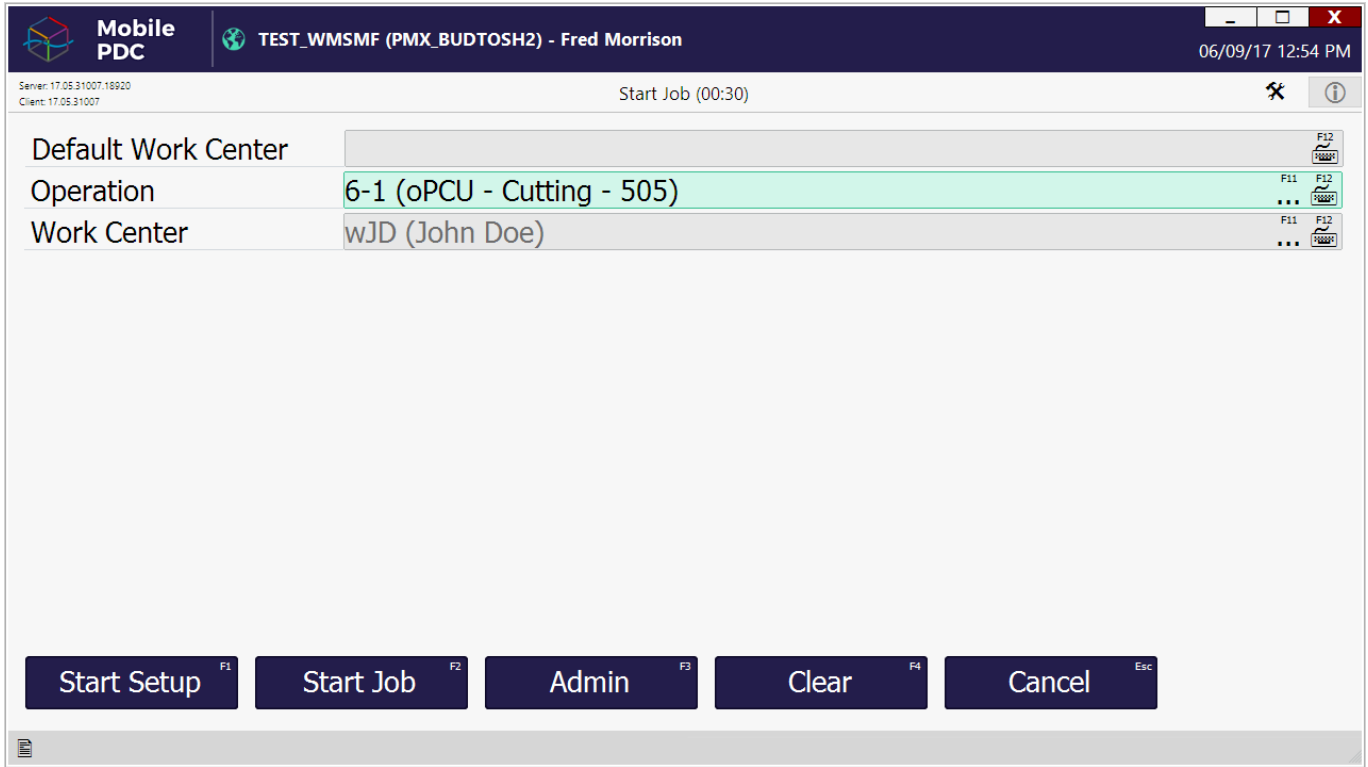 Mobile
PDC
TEST_WMSMF (PMX_BUDTOSH2) - Fred Morrison
X
06/09/17 12:54 PM
Server: 17.05.31007.18920
Client: 17.05.31007
Start Job (00:30)
Default Work Center
F12
Operation
6-1 (oPCU - Cutting - 505)
F11
...
F12
Work Center
wJD (John Doe)
F11
...
F12
Start Setup F1
Start Job F2
Admin F3
Clear F4
Cancel Esc